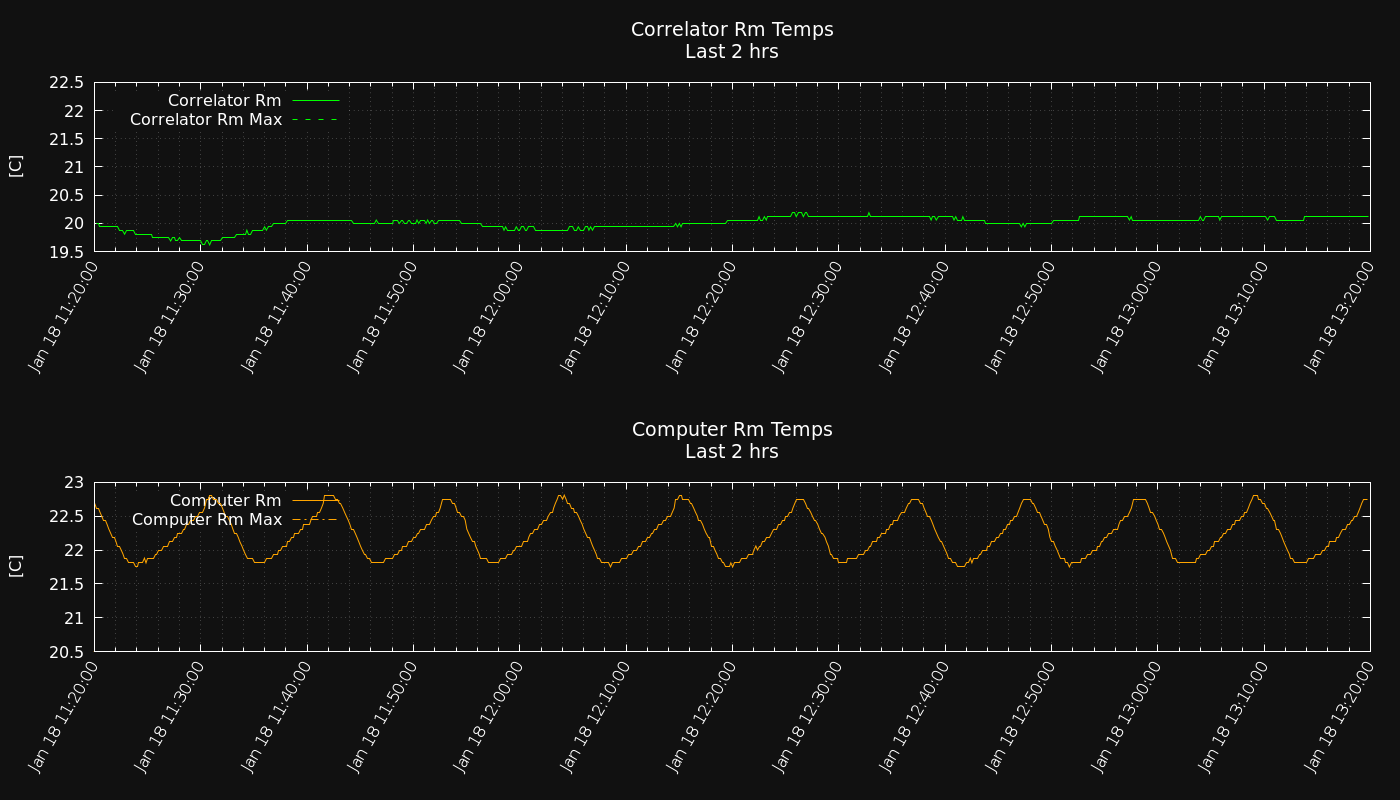 Correlator Rm Temps
Last 2 hrs
22.5
22
21.5
21
20.5
20
19.5
[C]
Correlator Rm
Correlator Rm Max
Jan 18 11:20:00
Jan 18 11:30:00
Jan 18 11:40:00
Jan 18 11:50:00
Jan 18 12:00:00
Jan 18 12:10:00
Jan 18 12:20:00
Jan 18 12:30:00
Jan 18 12:40:00
Jan 18 12:50:00
Jan 18 13:00:00
Jan 18 13:10:00
Jan 18 13:20:00
Computer Rm Temps
Last 2 hrs
23
22.5
22
21.5
21
20.5
[C]
Computer Rm
Computer Rm Max
Jan 18 11:20:00
Jan 18 11:30:00
Jan 18 11:40:00
Jan 18 11:50:00
Jan 18 12:00:00
Jan 18 12:10:00
Jan 18 12:20:00
Jan 18 12:30:00
Jan 18 12:40:00
Jan 18 12:50:00
Jan 18 13:00:00
Jan 18 13:10:00
Jan 18 13:20:00